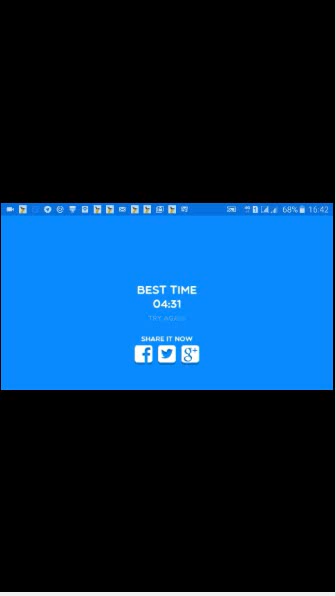 68% 16:42
BEST TIME
04:31
TRY AGAIN
SHARE IT NOW